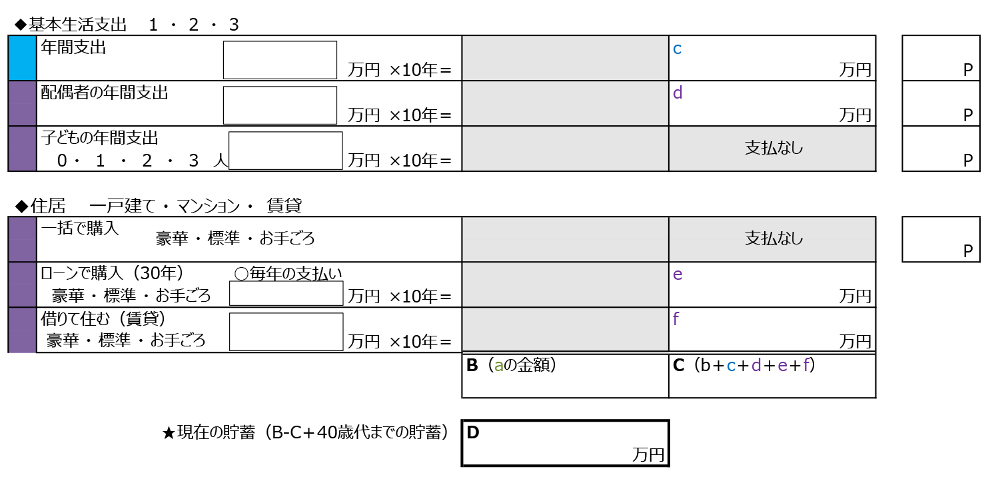 ◆基本生活支出 1 ・ 2 ・ 3
年間支出
万円 ×10年＝
c
万円
P
配偶者の年間支出
万円 ×10年＝
d
万円
P
子どもの年間支出
0・ 1 ・ 2 ・ 3 人
万円 ×10年＝
支払なし
P
◆住居 一戸建て・マンション・ 賃貸
一括で購入
豪華・標準・お手ごろ
支払なし
P
ローンで購入（30年） ○毎年の支払い
豪華・標準・お手ごろ
万円 ×10年＝
e
万円
借りて住む（賃貸）
豪華・標準・お手ごろ
万円 ×10年＝
f
万円
B（aの金額）
C（b＋c＋d＋e＋f）
★現在の貯蓄（B-C＋40歳代までの貯蓄）
D
万円